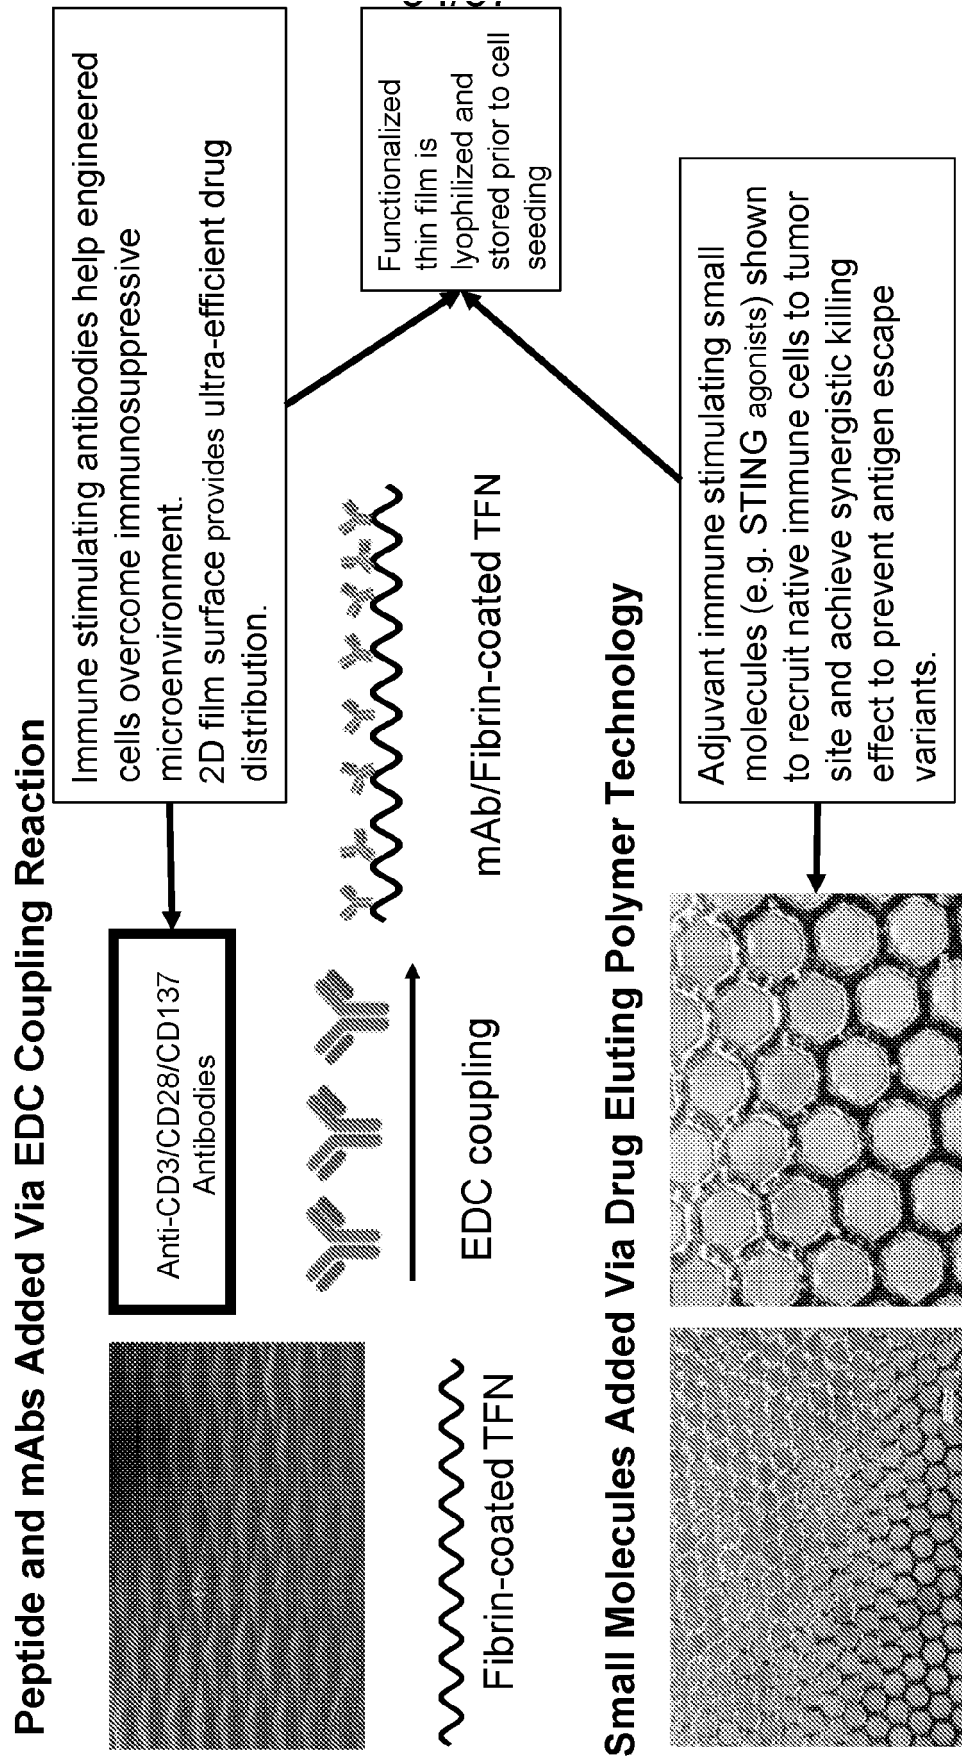 Peptide and mAbs Added Via EDC Coupling Reaction
Anti-CD3/CD28/CD137
Antibodies
Immune stimulating antibodies help engineered
cells overcome immunosuppressive
microenvironment.
2D film surface provides ultra-efficient drug
distribution.
Fibrin-coated TFN
EDC coupling
mAb/Fibrin-coated TFN
Functionalized
thin film is
lyophilized and
stored prior to cell
seeding
Small Molecules Added Via Drug Eluting Polymer Technology
Adjuvant immune stimulating small
molecules (e.g. STING agonists) shown
to recruit native immune cells to tumor
site and achieve synergistic killing
effect to prevent antigen escape
variants.